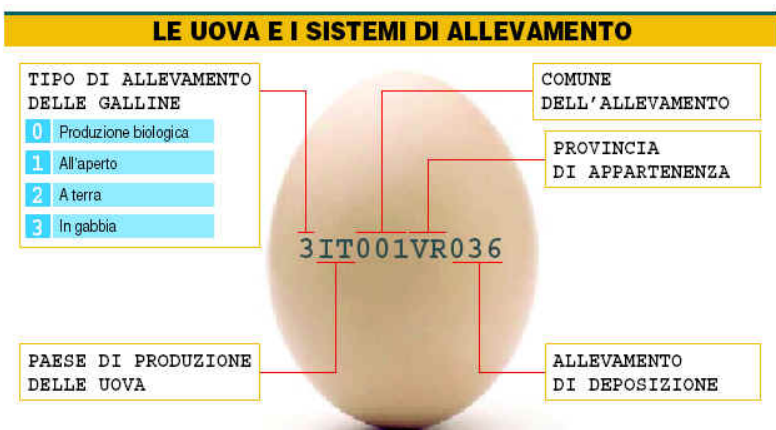 LE UOVA E I SISTEMI DI ALLEVAMENTO
TIPO DI ALLEVAMENTO
DELLE GALLINE
0 Produzione biologica
1 All'aperto
2 A terra
3 In gabbia
COMUNE
DELL'ALLEVAMENTO
PROVINCIA
DI APPARTENENZA
3IT001VR036
PAESE DI PRODUZIONE
DELLE UOVA
ALLEVAMENTO
DI DEPOSIZIONE